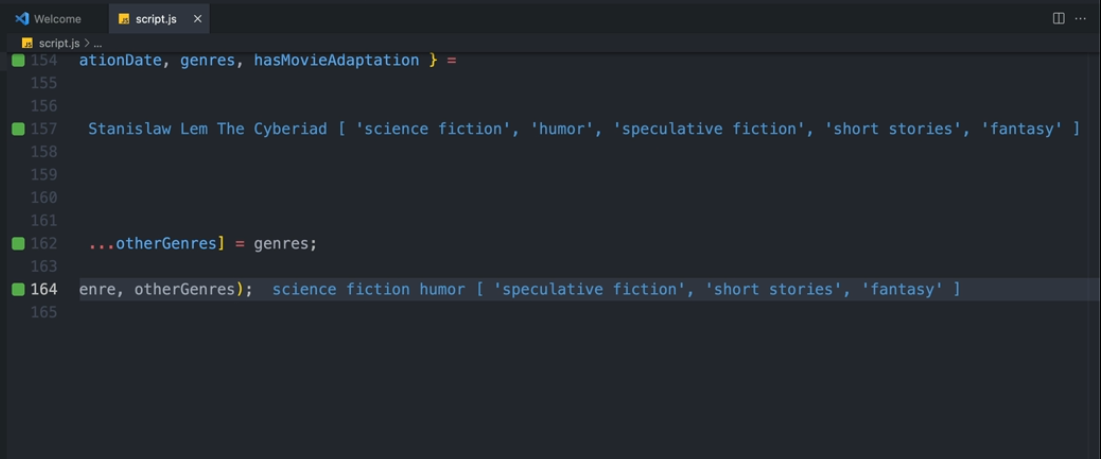 Welcome
script.js
script.js > ...
154 ationDate, genres, hasMovieAdaptation } =
155
156
157 Stanislaw Lem The Cyberiad [ 'science fiction', 'humor', 'speculative fiction', 'short stories', 'fantasy' ]
158
159
160
161
162 ...otherGenres] = genres;
163
164 enre, otherGenres); science fiction humor [ 'speculative fiction', 'short stories', 'fantasy' ]
165